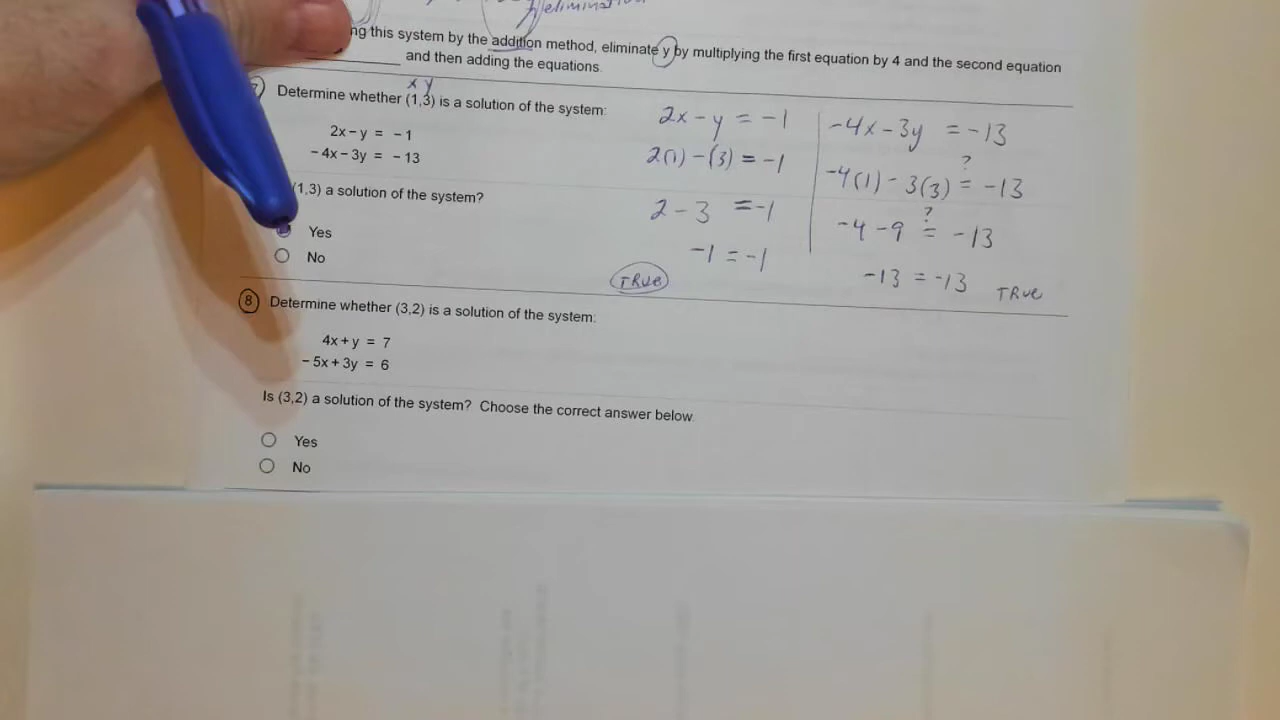 elimination
ng this system by the addition method, eliminate y by multiplying the first equation by 4 and the second equation
________ and then adding the equations.
x y
Determine whether (1,3) is a solution of the system:
2x - y = - 1
- 4x - 3y = - 13
(1,3) a solution of the system?
Yes
No
2x - y = -1
2(1) - (3) = -1
2 - 3 = -1
-1 = -1
TRUE
-4x - 3y = -13
?
-4(1) - 3(3) = -13
?
-4 - 9 = -13
-13 = -13 TRUE
8 Determine whether (3,2) is a solution of the system:
4x + y = 7
- 5x + 3y = 6
Is (3,2) a solution of the system? Choose the correct answer below.
Yes
No